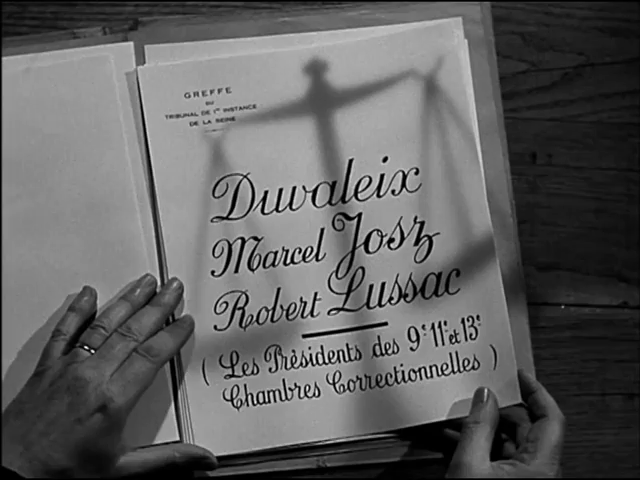 GREFFE
DU
TRIBUNAL DE 1re INSTANCE
DE LA SEINE
Duvaleix
Marcel Josz
Robert Lussac
( Les Présidents des 9e 11e et 13e
Chambres Correctionnelles )